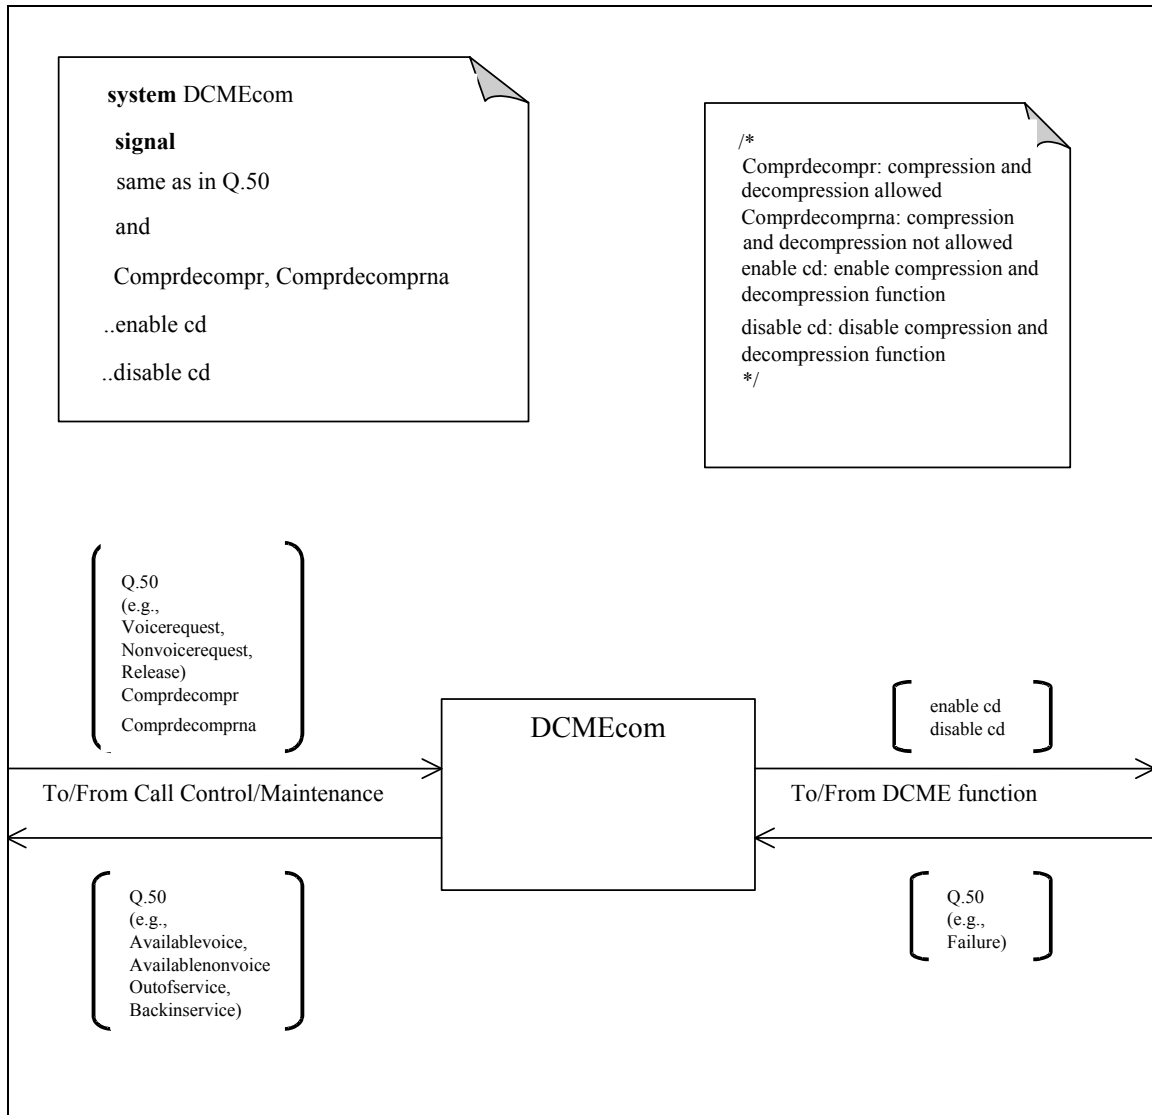 system DCMEcom
signal
same as in Q.50
and
Comprdecompr, Comprdecomprna
..enable cd
..disable cd
/*
Comprdecompr: compression and
decompression allowed
Comprdecomprna: compression
and decompression not allowed
enable cd: enable compression and
decompression function
disable cd: disable compression and
decompression function
*/
Q.50
(e.g.,
Voicerequest,
Nonvoicerequest,
Release)
Comprdecompr
Comprdecomprna
DCMEcom
enable cd
disable cd
To/From Call Control/Maintenance
To/From DCME function
Q.50
(e.g.,
Availablevoice,
Availablenonvoice
Outofservice,
Backinservice)
Q.50
(e.g.,
Failure)